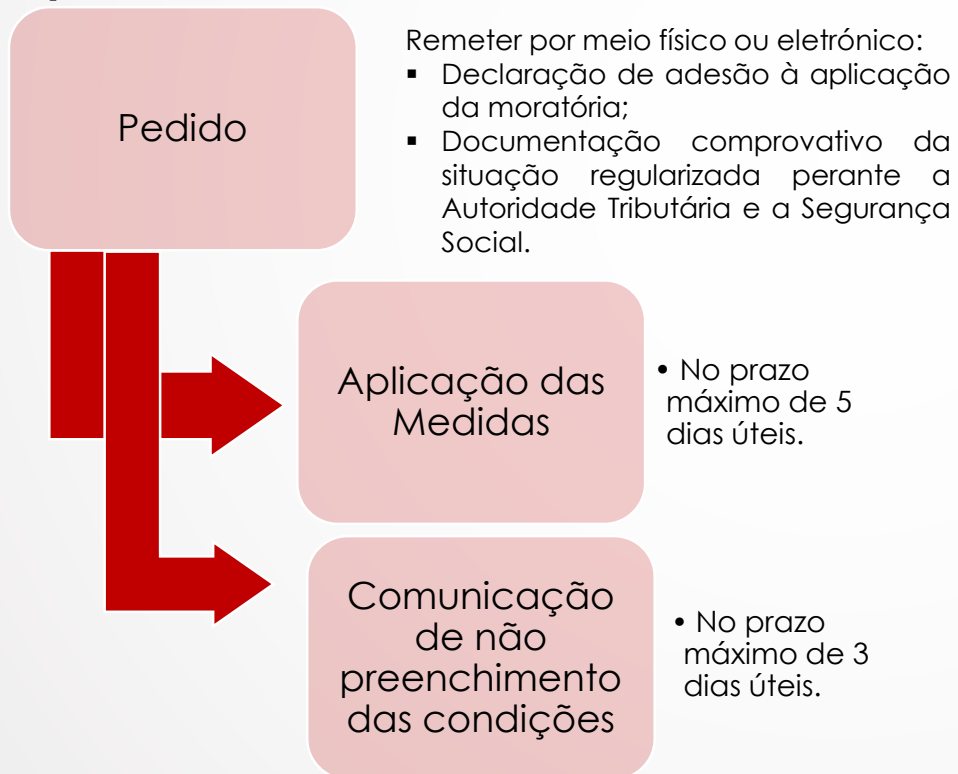 Pedido
Remeter por meio físico ou eletrónico:
▪ Declaração de adesão à aplicação
da moratória;
▪ Documentação comprovativo da
situação regularizada perante a
Autoridade Tributária e a Segurança
Social.
Aplicação das
Medidas
• No prazo
máximo de 5
dias úteis.
Comunicação
de não
preenchimento
das condições
• No prazo
máximo de 3
dias úteis.